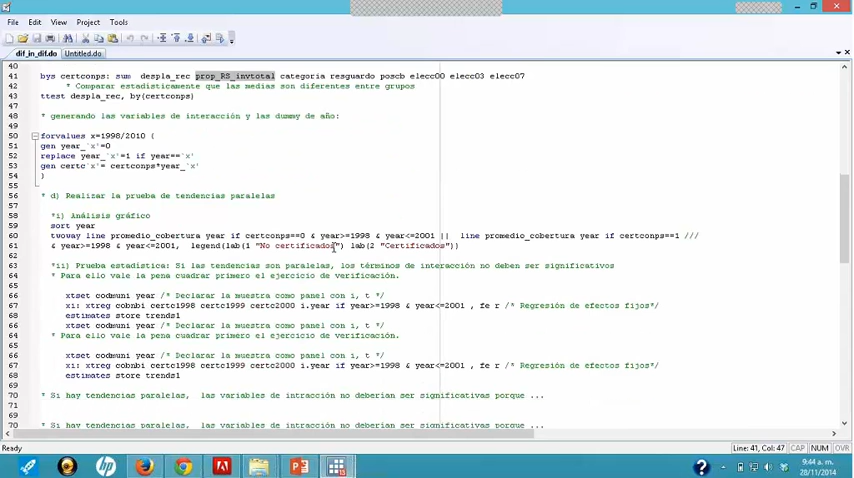 File Edit View Project Tools
dif_in_dif.do Untitled.do
40
41 bys certconps: sum despla_rec prop_RS_invtotal categoria resguardo poscb elecc00 elecc03 elecc07
42 * Comparar estadísticamente que las medias son diferentes entre grupos
43 ttest despla_rec, by(certconps)
47
48 * generando las variables de interacción y las dummy de año:
49
50 forvalues x=1998/2010 {
51 gen year_`x'=0
52 replace year_`x'=1 if year==`x'
53 gen certc`x'= certconps*year_`x'
54 }
55
56 * d) Realizar la prueba de tendencias paralelas
57
58 *i) Análisis gráfico
59 sort year
60 twoway line promedio_cobertura year if certconps==0 & year>=1998 & year<=2001 || line promedio_cobertura year if certconps==1 ///
61 & year>=1998 & year<=2001, legend(lab(1 "No certificados") lab(2 "Certificados"))
62
63 *ii) Prueba estadística: Si las tendencias son paralelas, los términos de interacción no deben ser significativos
64 * Para ello vale la pena cuadrar primero el ejercicio de verificación.
65
66 xtset codmuni year /* Declarar la muestra como panel con i, t */
67 xi: xtreg cobnbi certc1998 certc1999 certc2000 i.year if year>=1998 & year<=2001 , fe r /* Regresión de efectos fijos*/
68 estimates store trends1
66 xtset codmuni year /* Declarar la muestra como panel con i, t */
64 * Para ello vale la pena cuadrar primero el ejercicio de verificación.
65
66 xtset codmuni year /* Declarar la muestra como panel con i, t */
67 xi: xtreg cobnbi certc1998 certc1999 certc2000 i.year if year>=1998 & year<=2001 , fe r /* Regresión de efectos fijos*/
68 estimates store trends1
69
70 * Si hay tendencias paralelas, las variables de intracción no deberían ser significativas porque ...
71
69
70 * Si hay tendencias paralelas, las variables de intracción no deberían ser significativas porque ...
Ready Line: 41, Col: 47 CAP NUM OVR
9:44 a. m.
28/11/2014